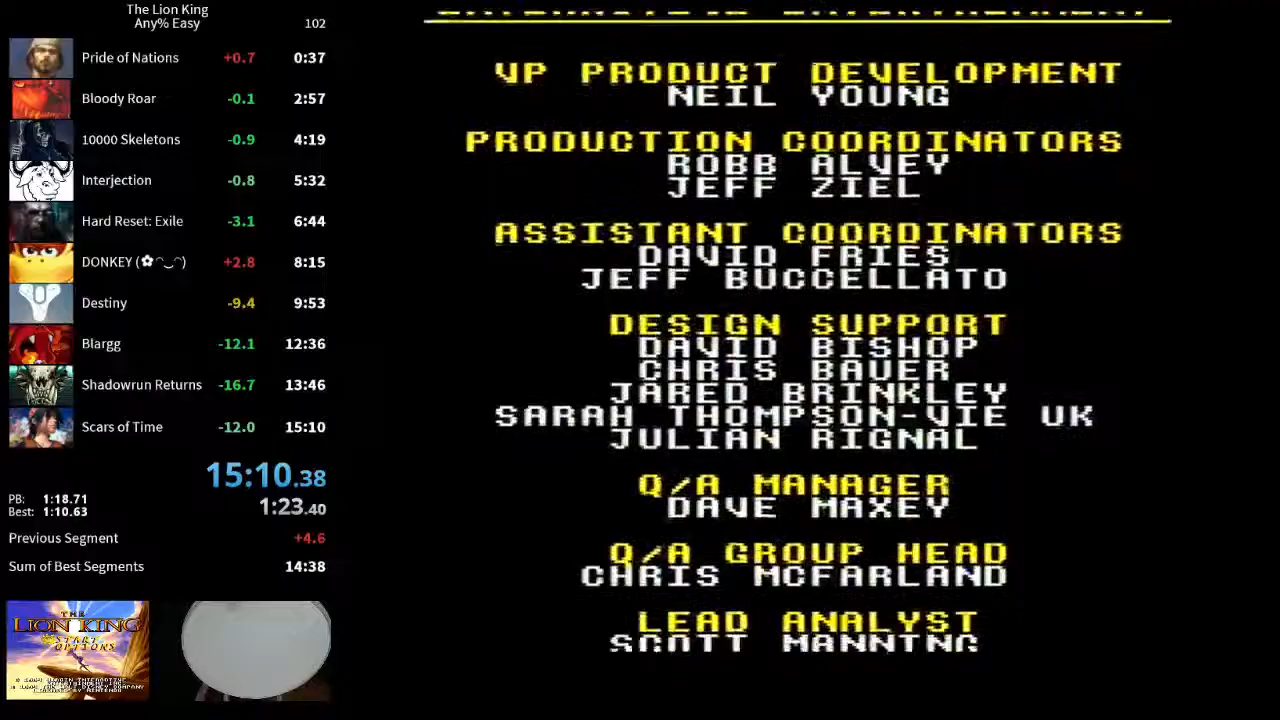 The Lion King
Any% Easy 102
Pride of Nations +0.7 0:37
Bloody Roar -0.1 2:57
10000 Skeletons -0.9 4:19
Interjection -0.8 5:32
Hard Reset: Exile -3.1 6:44
DONKEY (✿◠‿◠) +2.8 8:15
Destiny -9.4 9:53
Blargg -12.1 12:36
Shadowrun Returns -16.7 13:46
Scars of Time -12.0 15:10
15:10.38
PB: 1:18.71
Best: 1:10.63
1:23.40
Previous Segment +4.6
Sum of Best Segments 14:38
THE
LION KING
START
OPTIONS
VP PRODUCT DEVELOPMENT
NEIL YOUNG
PRODUCTION COORDINATORS
ROBB ALVEY
JEFF ZIEL
ASSISTANT COORDINATORS
DAVID FRIES
JEFF BUCCELLATO
DESIGN SUPPORT
DAVID BISHOP
CHRIS BAUER
JARED BRINKLEY
SARAH THOMPSON-VIE UK
JULIAN RIGNAL
Q/A MANAGER
DAVE MAXEY
Q/A GROUP HEAD
CHRIS MCFARLAND
LEAD ANALYST
SCOTT MANNING